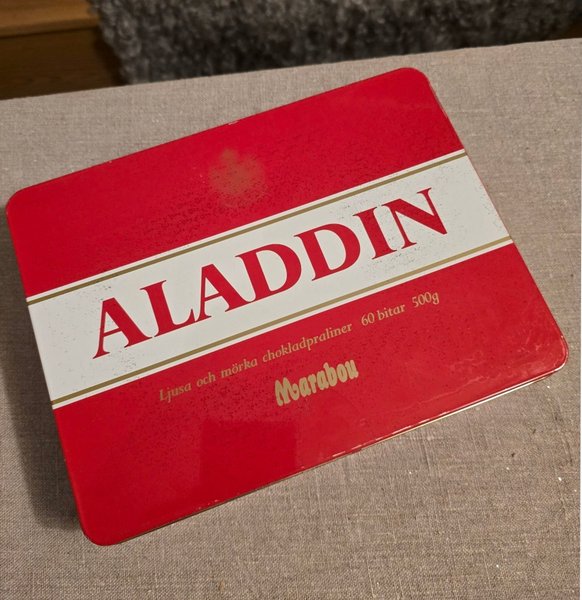 ALADDIN
Ljusa och mörka chokladpraliner 60 bitar 500g
Marabou